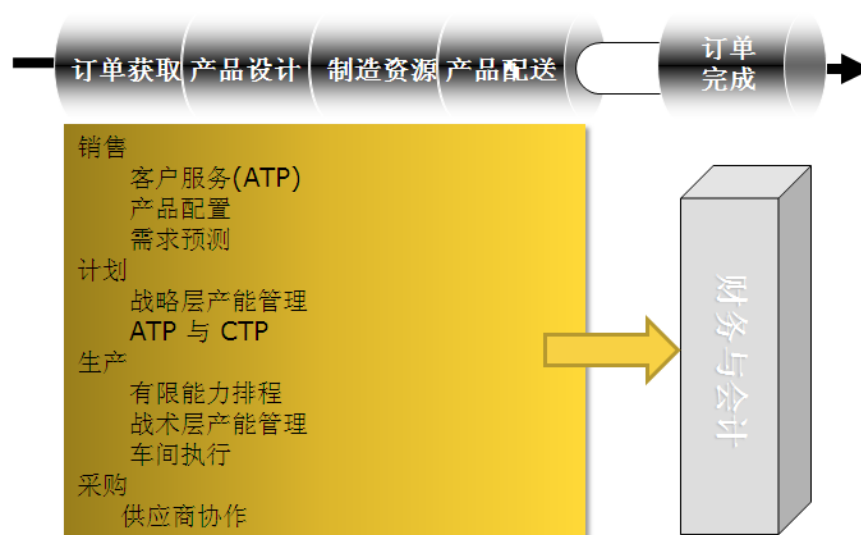 订单获取
产品设计
制造资源
产品配送
订单
完成
销售
客户服务(ATP)
产品配置
需求预测
计划
战略层产能管理
ATP 与 CTP
生产
有限能力排程
战术层产能管理
车间执行
采购
供应商协作
财务与会计